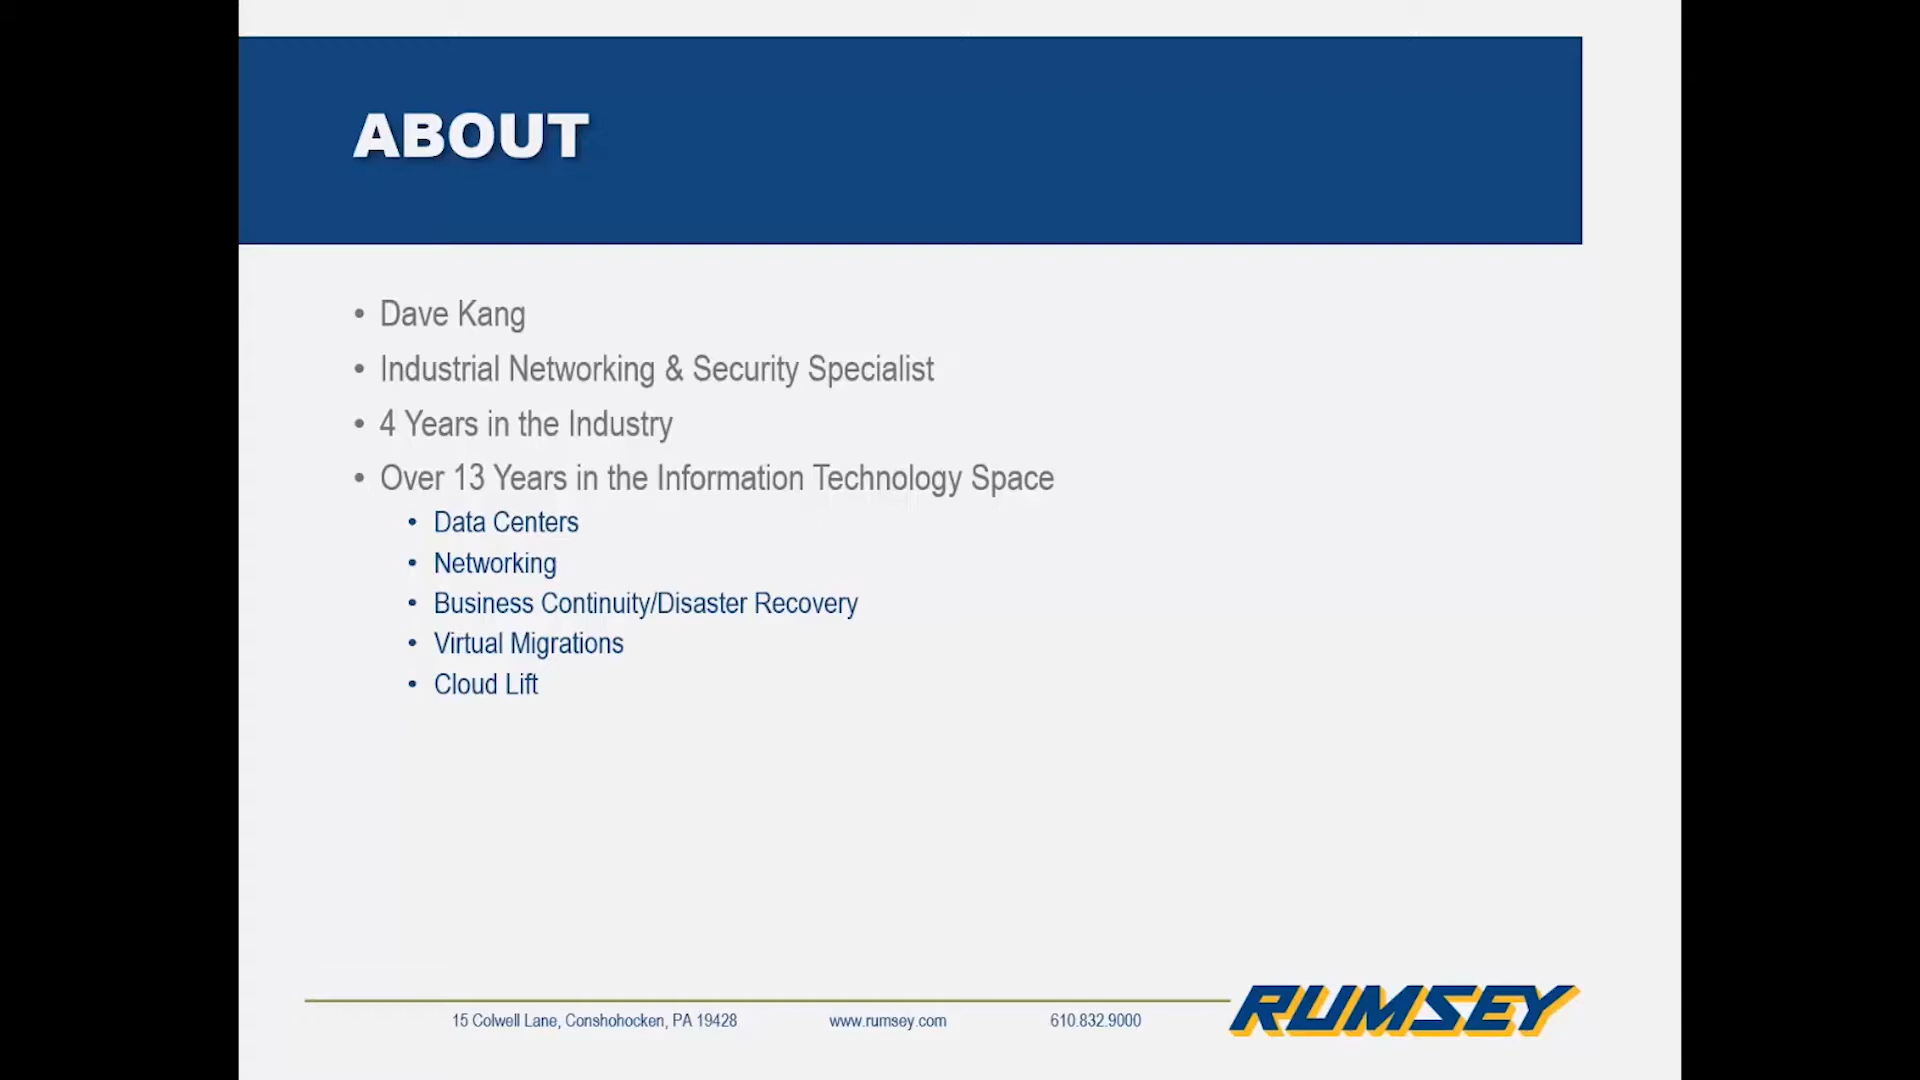 ABOUT
• Dave Kang
• Industrial Networking & Security Specialist
• 4 Years in the Industry
• Over 13 Years in the Information Technology Space
• Data Centers
• Networking
• Business Continuity/Disaster Recovery
• Virtual Migrations
• Cloud Lift
15 Colwell Lane, Conshohocken, PA 19428 www.rumsey.com 610.832.9000
RUMSEY